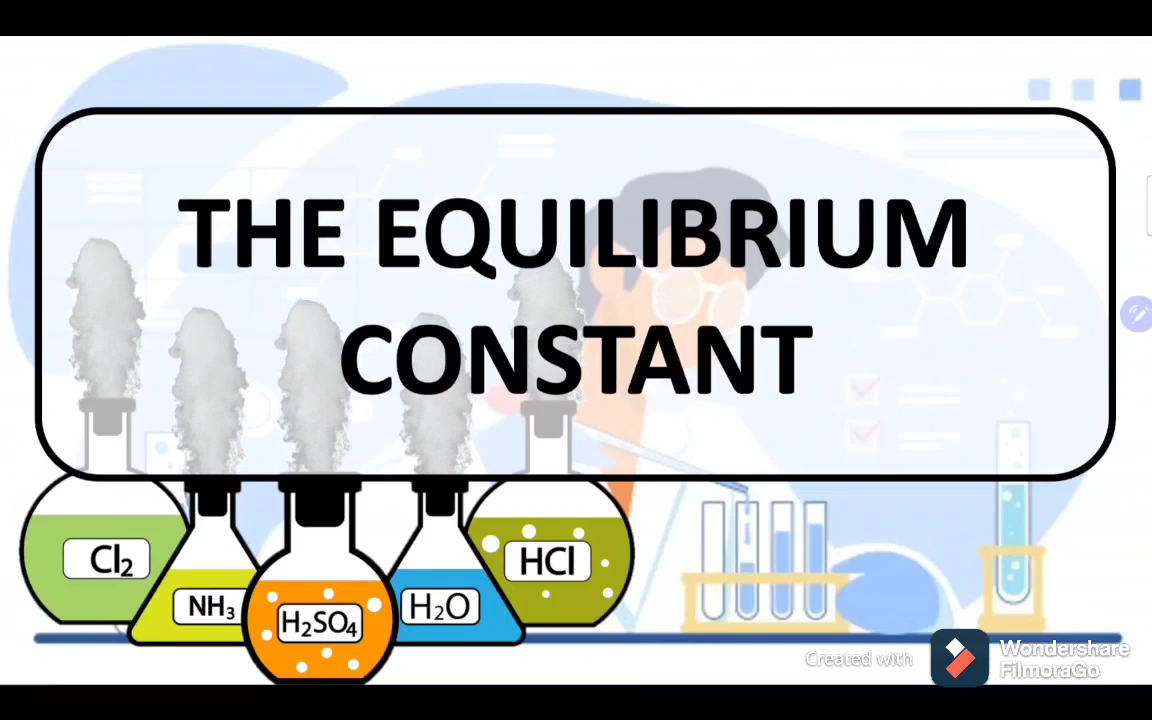 THE EQUILIBRIUM
CONSTANT
Cl₂
NH₃
H₂SO₄
H₂O
HCl
Created with
Wondershare
FilmoraGo